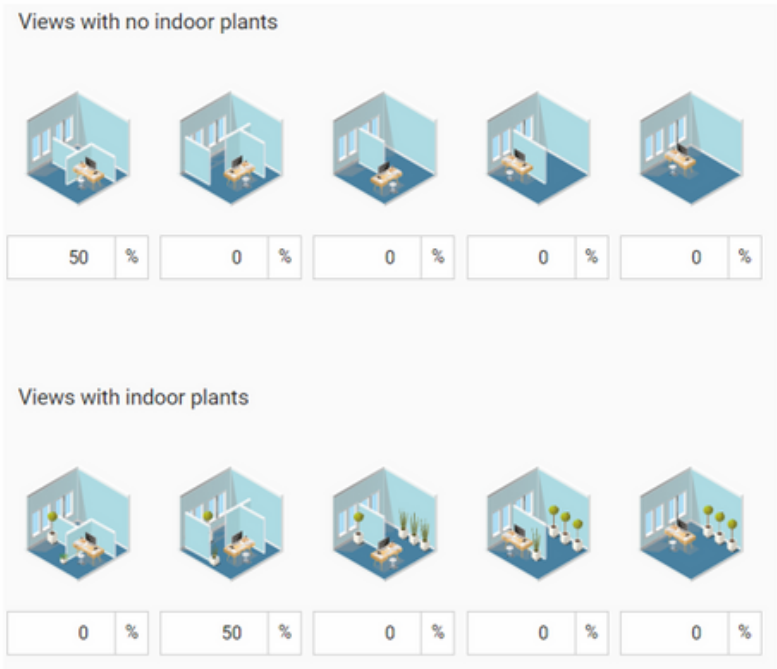 Views with no indoor plants
50 % 0 % 0 % 0 % 0 %
Views with indoor plants
0 % 50 % 0 % 0 % 0 %